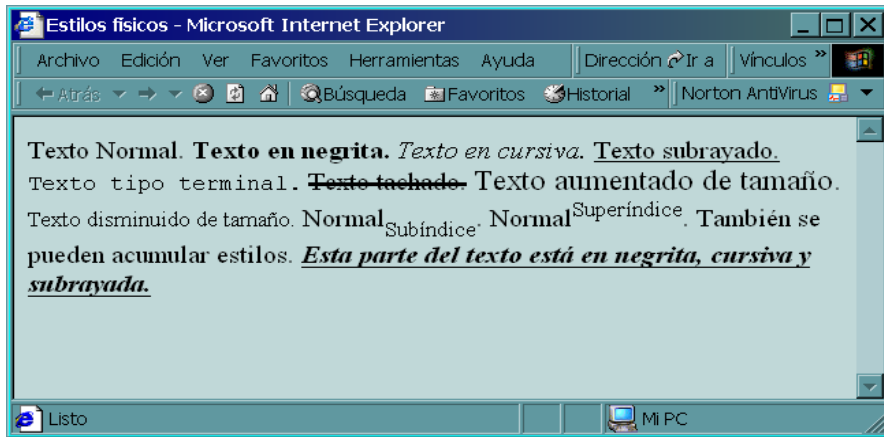 Estilos físicos - Microsoft Internet Explorer
Archivo Edición Ver Favoritos Herramientas Ayuda Dirección Ir a Vínculos »
Atrás Búsqueda Favoritos Historial » Norton AntiVirus
Texto Normal. Texto en negrita. Texto en cursiva. Texto subrayado.
Texto tipo terminal. Texto tachado. Texto aumentado de tamaño.
Texto disminuido de tamaño. NormalSubíndice. NormalSuperíndice. También se
pueden acumular estilos. Esta parte del texto está en negrita, cursiva y
subrayada.
Listo Mi PC